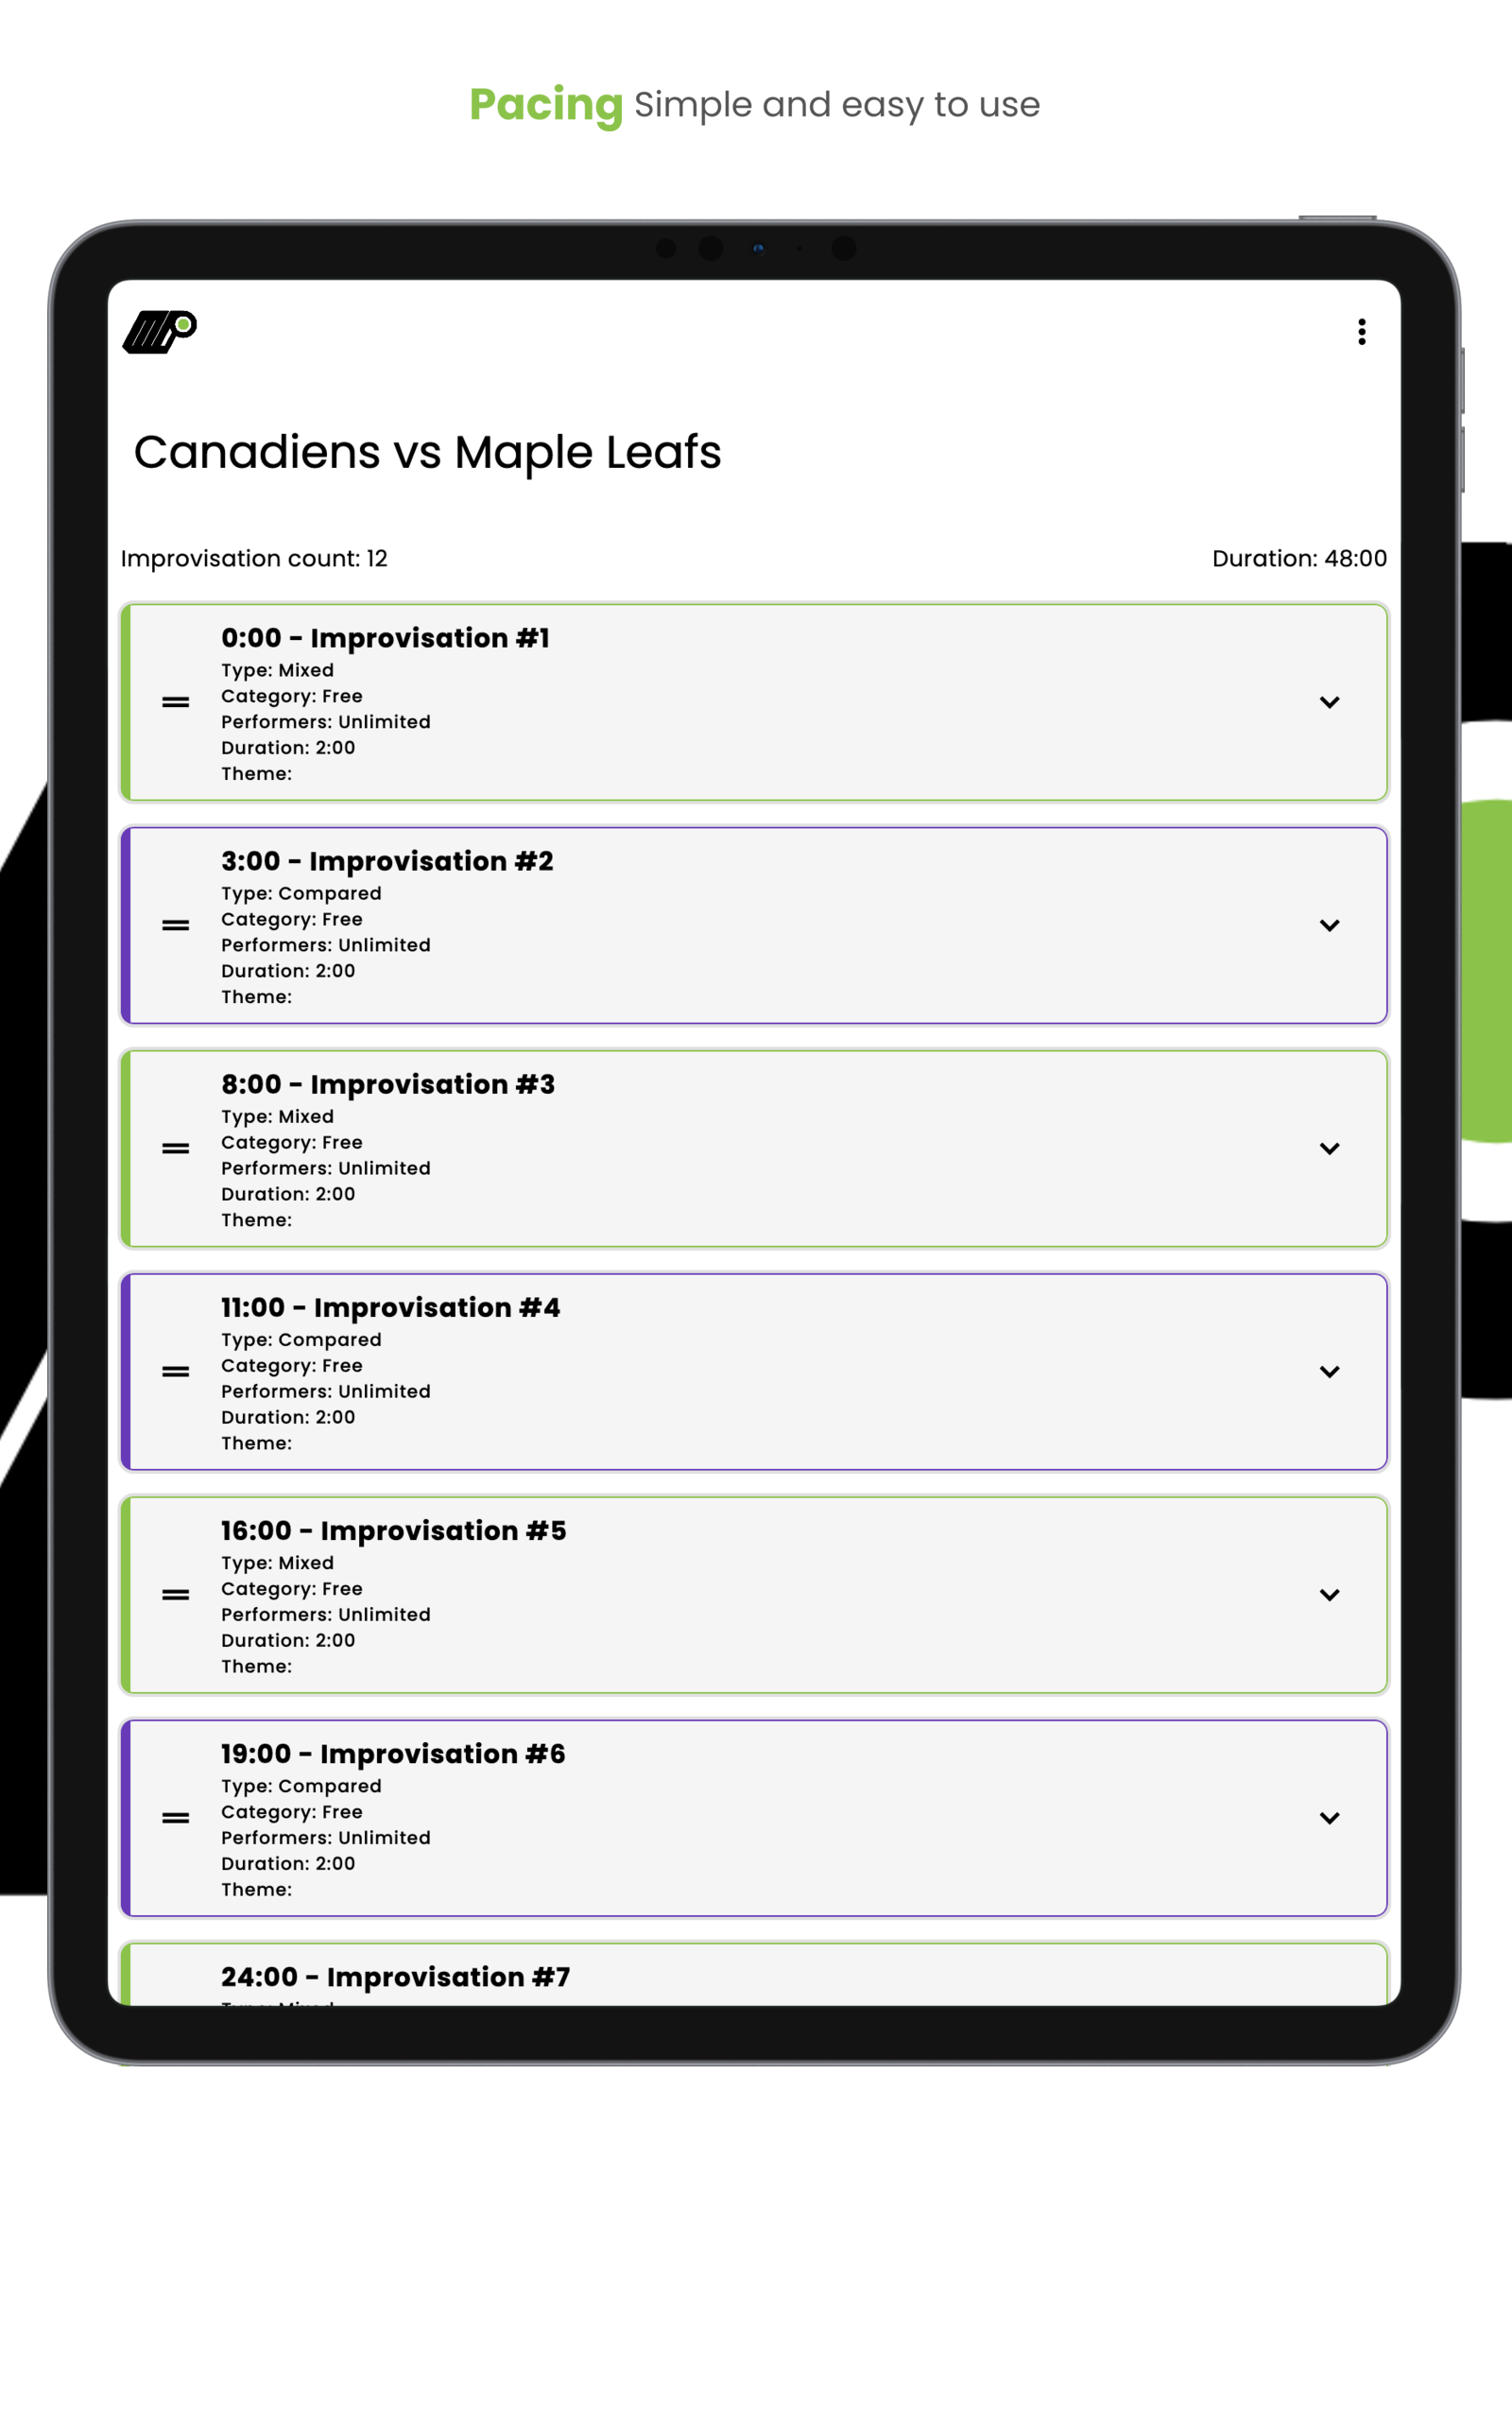 Pacing Simple and easy to use
Canadiens vs Maple Leafs
Improvisation count: 12
Duration: 48:00
0:00 - Improvisation #1
Type: Mixed
Category: Free
Performers: Unlimited
Duration: 2:00
Theme:
3:00 - Improvisation #2
Type: Compared
Category: Free
Performers: Unlimited
Duration: 2:00
Theme:
8:00 - Improvisation #3
Type: Mixed
Category: Free
Performers: Unlimited
Duration: 2:00
Theme:
11:00 - Improvisation #4
Type: Compared
Category: Free
Performers: Unlimited
Duration: 2:00
Theme:
16:00 - Improvisation #5
Type: Mixed
Category: Free
Performers: Unlimited
Duration: 2:00
Theme:
19:00 - Improvisation #6
Type: Compared
Category: Free
Performers: Unlimited
Duration: 2:00
Theme:
24:00 - Improvisation #7